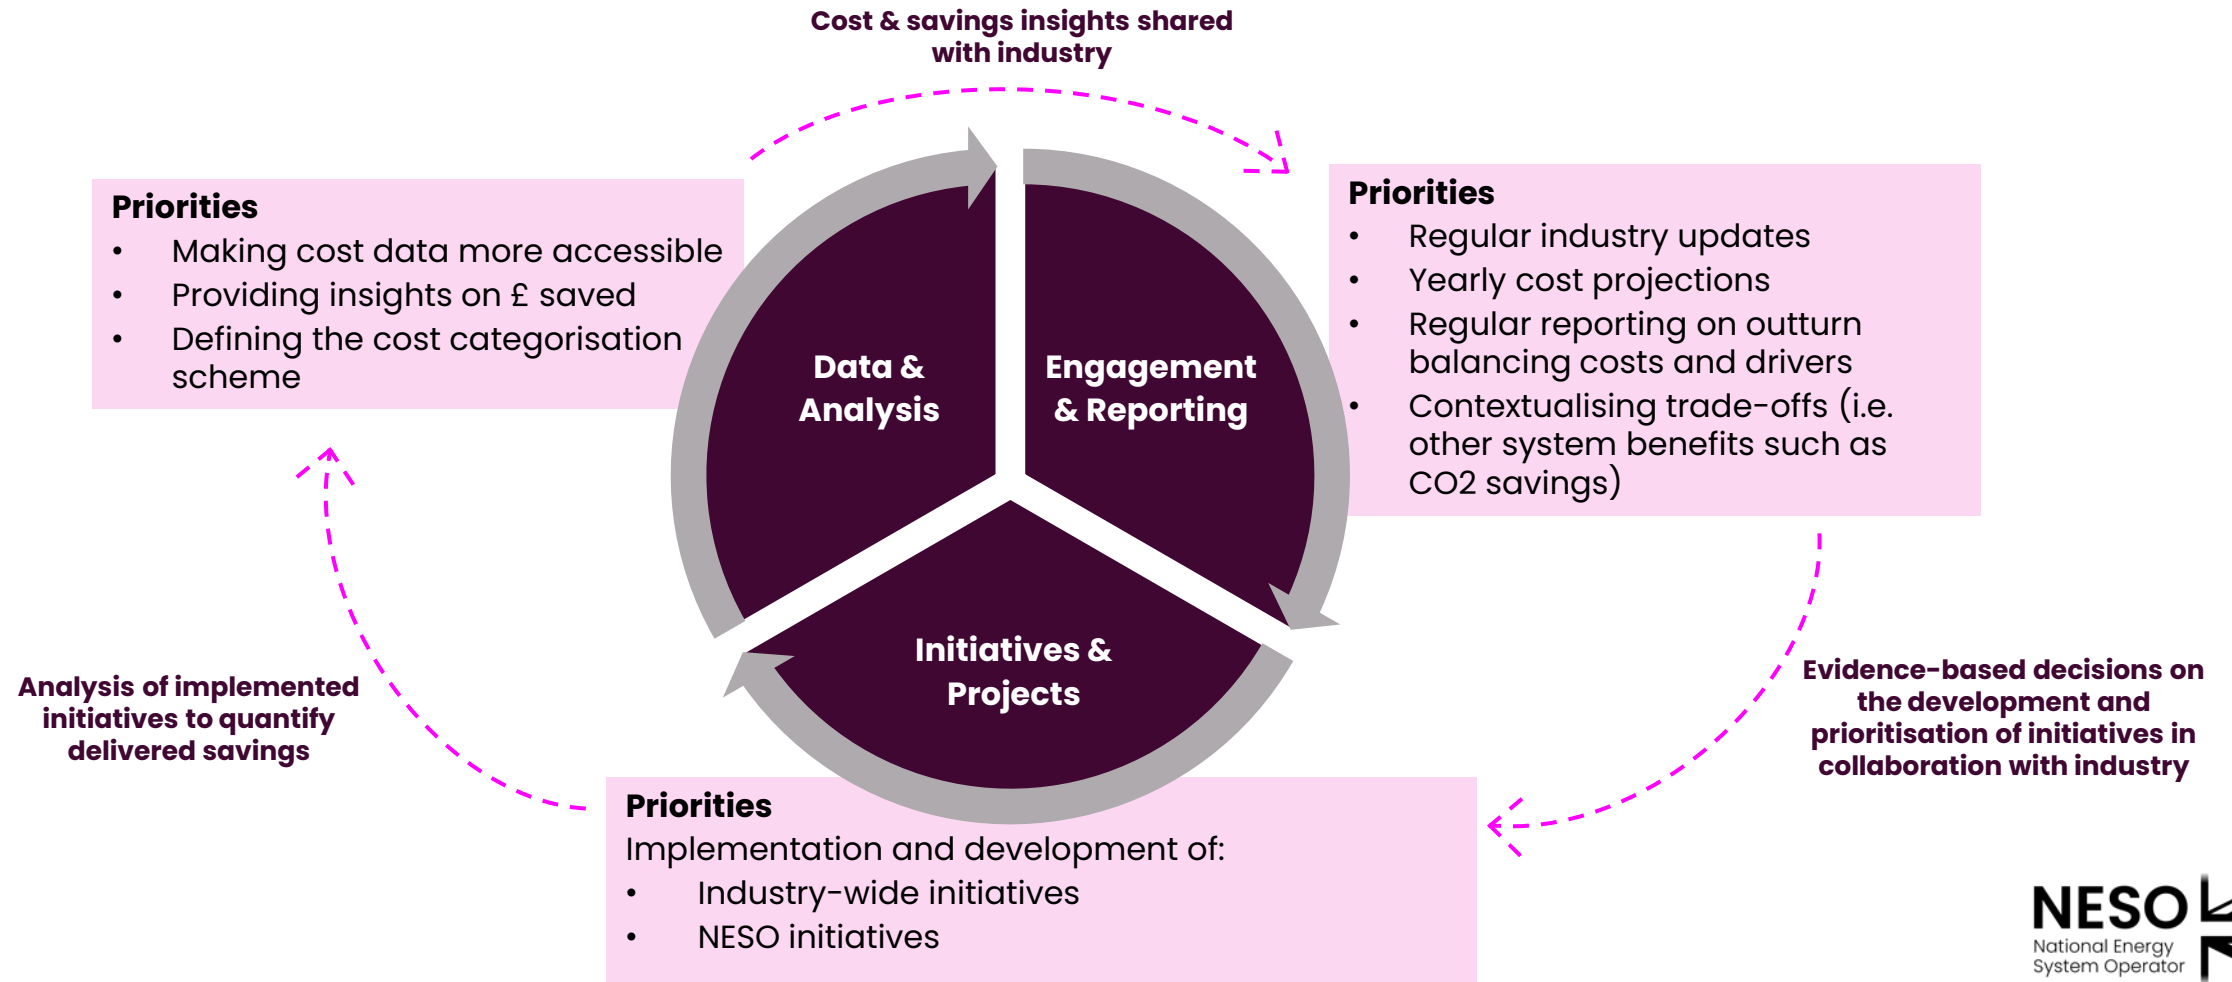 Cost & savings insights shared
with industry
Priorities
• Making cost data more accessible
• Providing insights on £ saved
• Defining the cost categorisation
scheme
Priorities
• Regular industry updates
• Yearly cost projections
• Regular reporting on outturn
balancing costs and drivers
• Contextualising trade-offs (i.e.
other system benefits such as
CO2 savings)
Data &
Analysis
Engagement
& Reporting
Initiatives &
Projects
Analysis of implemented
initiatives to quantify
delivered savings
Evidence-based decisions on
the development and
prioritisation of initiatives in
collaboration with industry
Priorities
Implementation and development of:
• Industry-wide initiatives
• NESO initiatives
NESO
National Energy
System Operator